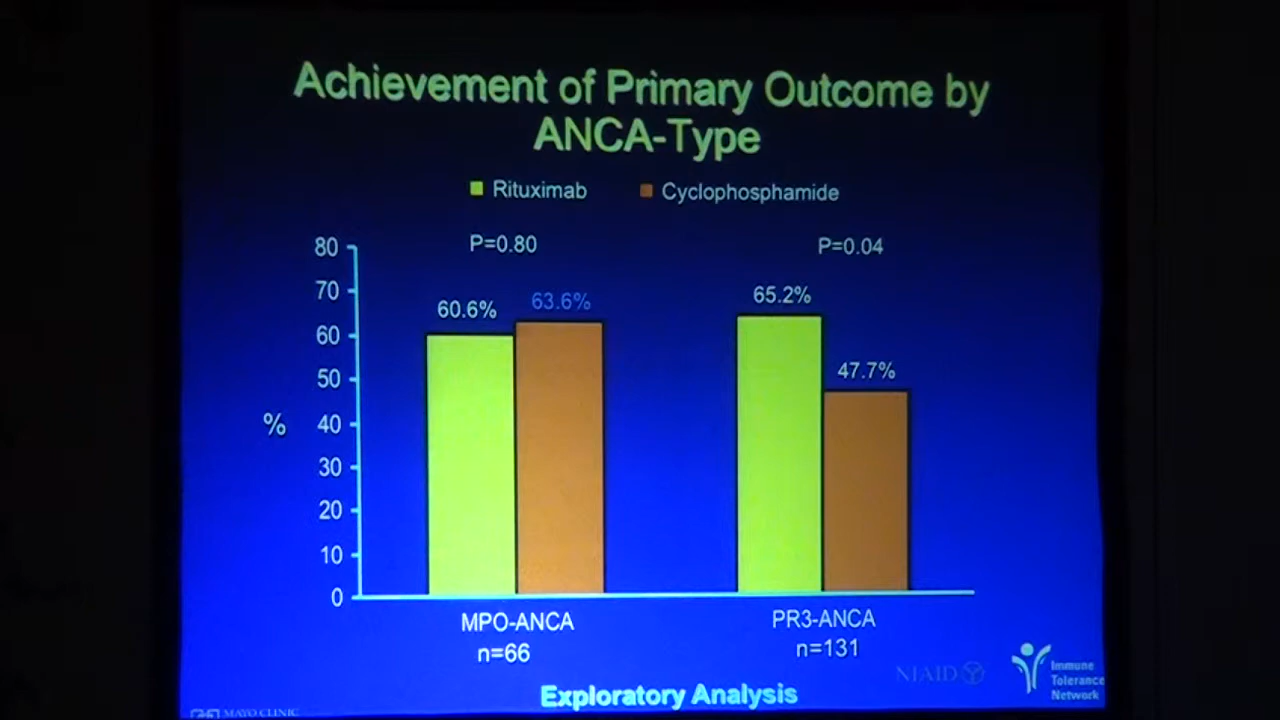 Achievement of Primary Outcome by
ANCA-Type
Rituximab Cyclophosphamide
P=0.80 P=0.04
80
70
60
50
40
30
20
10
0
%
60.6% 63.6% 65.2% 47.7%
MPO-ANCA PR3-ANCA
n=66 n=131
NIAID
Immune
Tolerance
Network
Exploratory Analysis
MAYO CLINIC